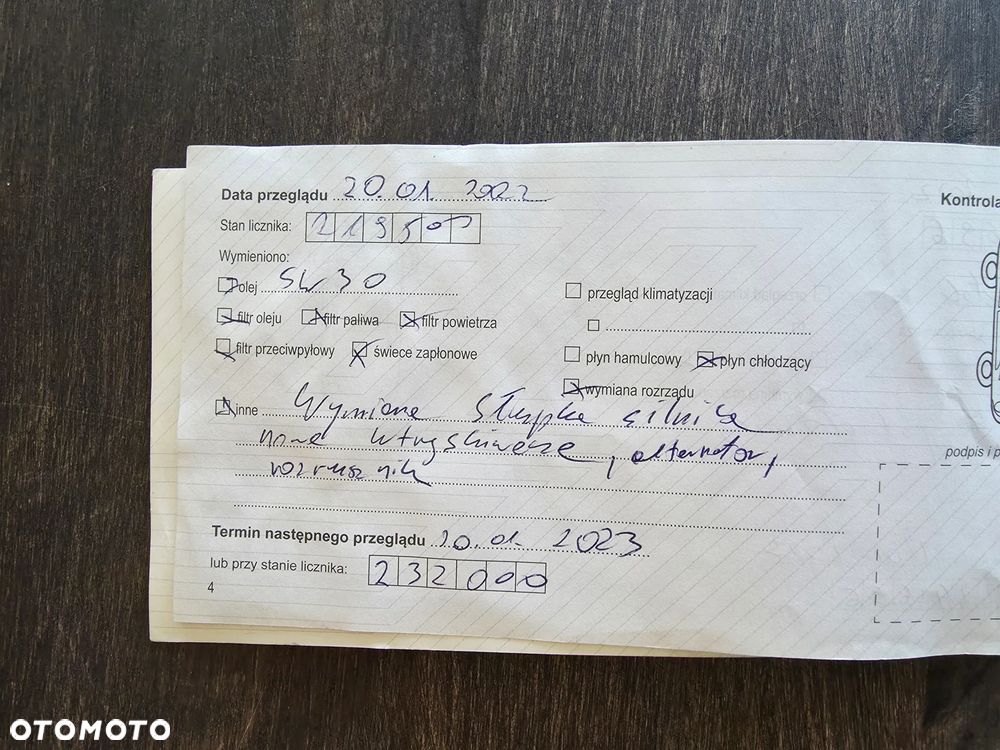 Data przeglądu 20.01. 2022
Kontrola
Stan licznika: 219500
Wymieniono:
olej 5W30
przegląd klimatyzacji
filtr oleju filtr paliwa filtr powietrza
filtr przeciwpyłowy świece zapłonowe
płyn hamulcowy płyn chłodzący
wymiana rozrządu
inne Wymiana słupka silnika
nowe wtryskiwacze, alternator,
rozrusznik
podpis i p
Termin następnego przeglądu 20.01. 2023
lub przy stanie licznika: 232000
4
OTOMOTO